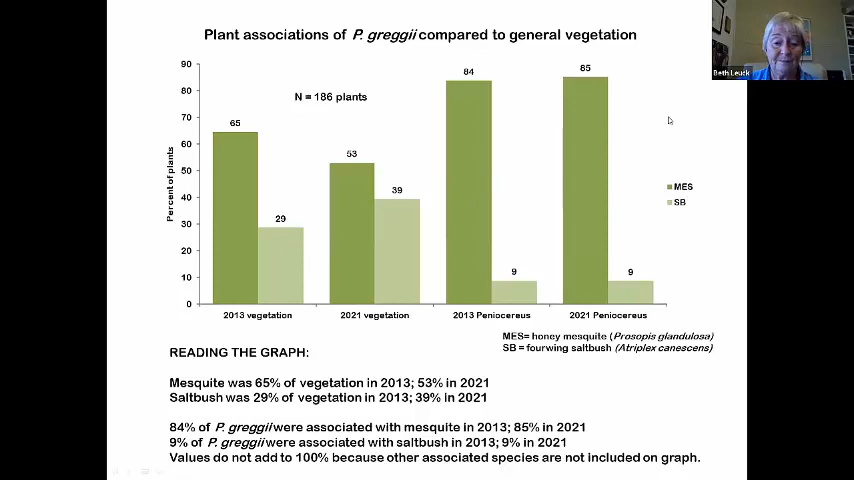 Plant associations of P. greggii compared to general vegetation
Beth Leuck
90
80
70
60
50
40
30
20
10
0
Percent of plants
N = 186 plants
65
29
53
39
84
9
85
9
MES
SB
2013 vegetation
2021 vegetation
2013 Peniocereus
2021 Peniocereus
MES= honey mesquite (Prosopis glandulosa)
SB = fourwing saltbush (Atriplex canescens)
READING THE GRAPH:
Mesquite was 65% of vegetation in 2013; 53% in 2021
Saltbush was 29% of vegetation in 2013; 39% in 2021
84% of P. greggii were associated with mesquite in 2013; 85% in 2021
9% of P. greggii were associated with saltbush in 2013; 9% in 2021
Values do not add to 100% because other associated species are not included on graph.